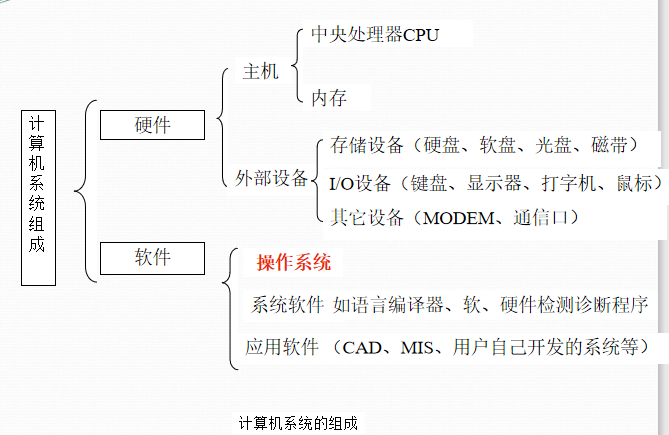 中央处理器CPU
主机
内存
硬件
计算机系统组成
存储设备（硬盘、软盘、光盘、磁带）
外部设备
I/O设备（键盘、显示器、打字机、鼠标）
其它设备（MODEM、通信口）
软件
操作系统
系统软件 如语言编译器、软、硬件检测诊断程序
应用软件 （CAD、MIS、用户自己开发的系统等）
计算机系统的组成